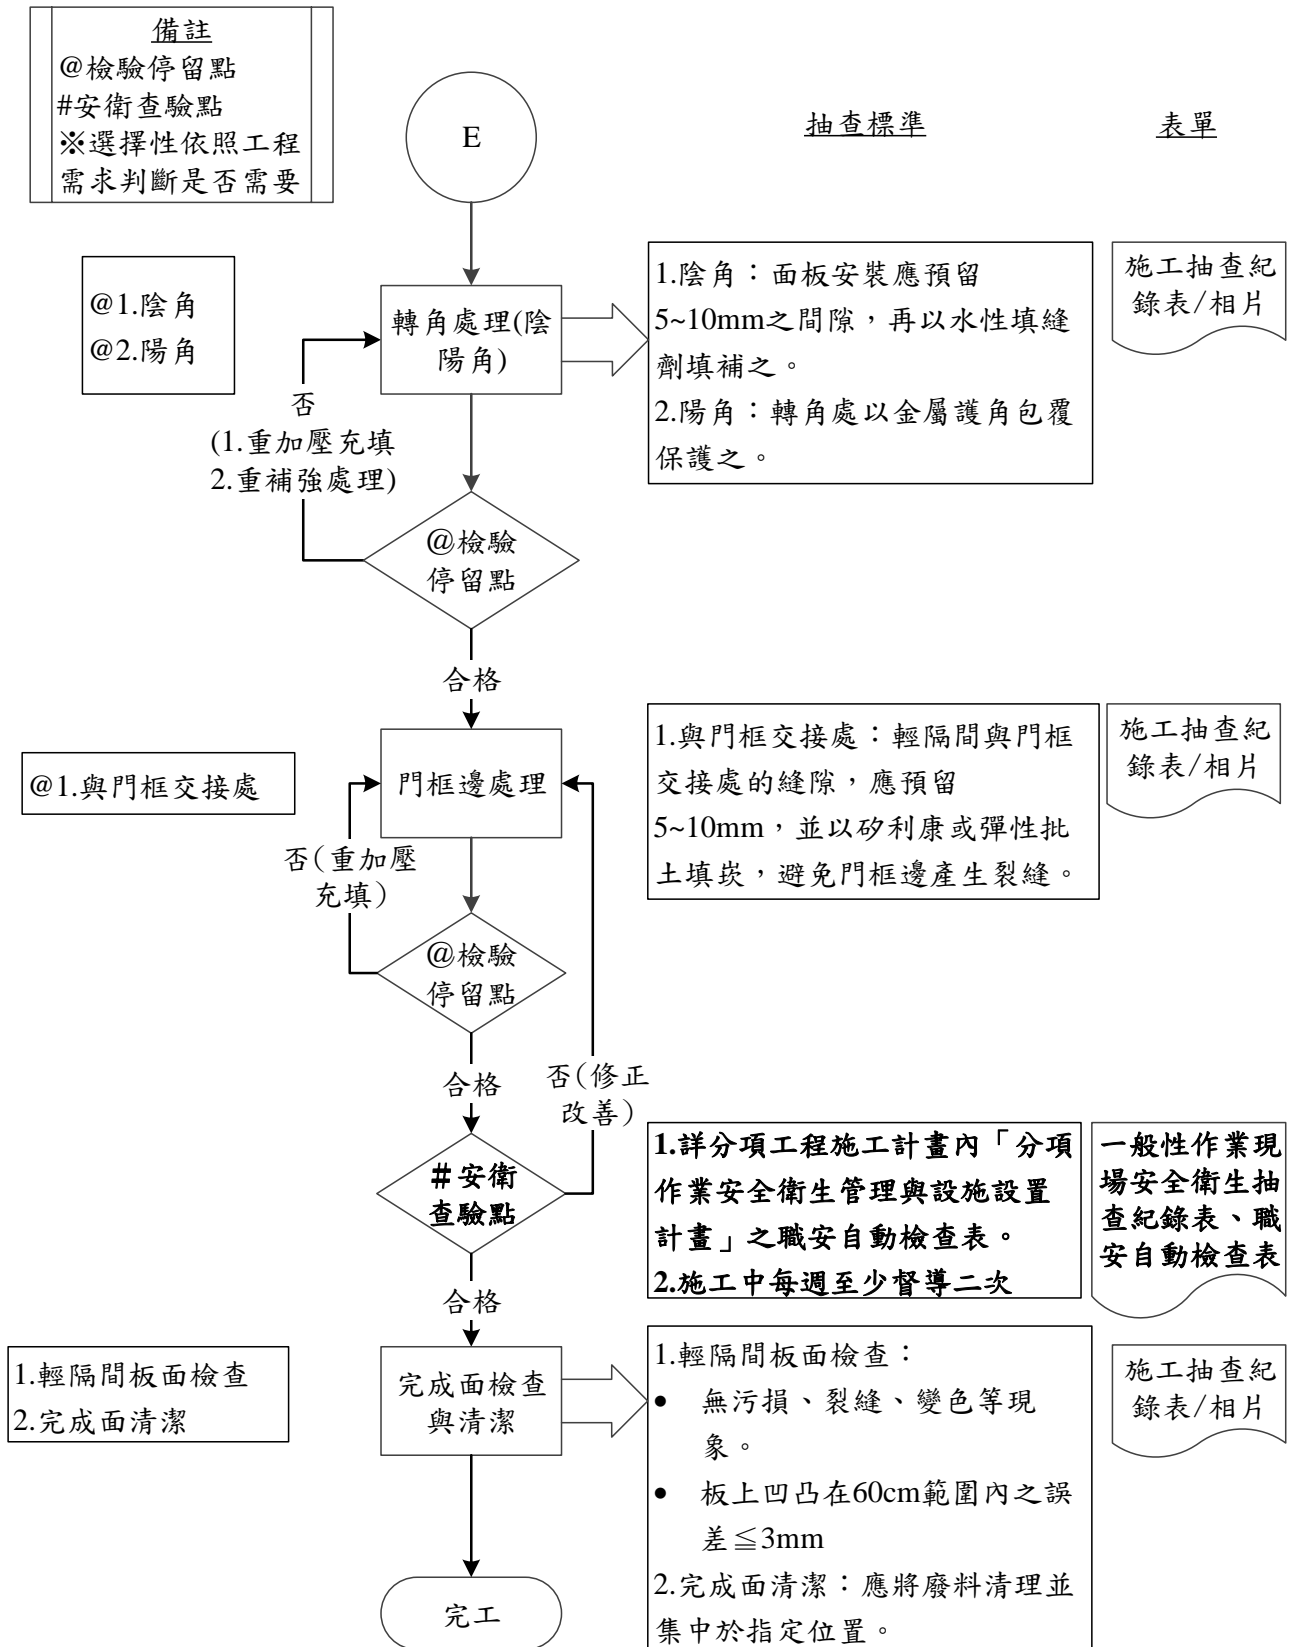 備註
@檢驗停留點
#安衛查驗點
※選擇性依照工程
需求判斷是否需要
E
抽查標準
表單
@1.陰角
@2.陽角
轉角處理(陰
陽角)
1.陰角：面板安裝應預留
5~10mm之間隙，再以水性填縫
劑填補之。
2.陽角：轉角處以金屬護角包覆
保護之。
施工抽查紀
錄表/相片
否
(1.重加壓充填
2.重補強處理)
@檢驗
停留點
合格
@1.與門框交接處
門框邊處理
1.與門框交接處：輕隔間與門框
交接處的縫隙，應預留
5~10mm，並以矽利康或彈性批
土填崁，避免門框邊產生裂縫。
施工抽查紀
錄表/相片
否(重加壓
充填)
@檢驗
停留點
合格
否(修正
改善)
#安衛
查驗點
1.詳分項工程施工計畫內「分項
作業安全衛生管理與設施設置
計畫」之職安自動檢查表。
2.施工中每週至少督導二次
一般性作業現
場安全衛生抽
查紀錄表、職
安自動檢查表
合格
1.輕隔間板面檢查
2.完成面清潔
完成面檢查
與清潔
1.輕隔間板面檢查：
• 無污損、裂縫、變色等現
象。
• 板上凹凸在60cm範圍內之誤
差≦3mm
2.完成面清潔：應將廢料清理並
集中於指定位置。
施工抽查紀
錄表/相片
完工